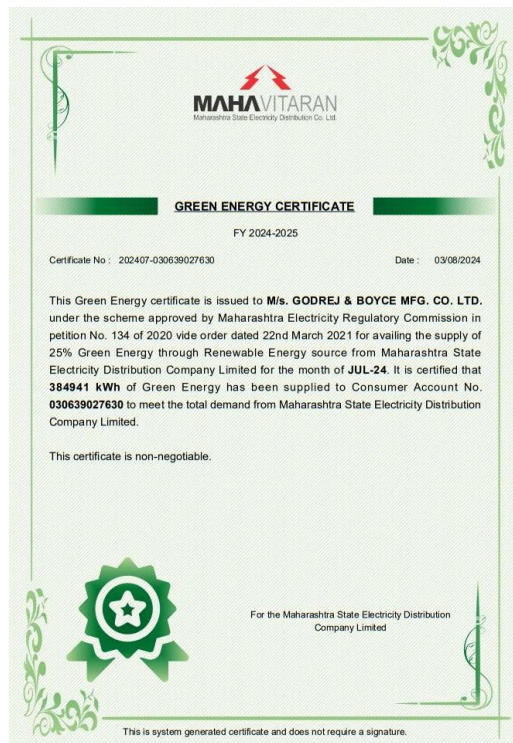 MAHAVITARAN
Maharashtra State Electricity Distribution Co. Ltd.
GREEN ENERGY CERTIFICATE
FY 2024-2025
Certificate No : 202407-030639027630 Date : 03/08/2024
This Green Energy certificate is issued to M/s. GODREJ & BOYCE MFG. CO. LTD.
under the scheme approved by Maharashtra Electricity Regulatory Commission in
petition No. 134 of 2020 vide order dated 22nd March 2021 for availing the supply of
25% Green Energy through Renewable Energy source from Maharashtra State
Electricity Distribution Company Limited for the month of JUL-24. It is certified that
384941 kWh of Green Energy has been supplied to Consumer Account No.
030639027630 to meet the total demand from Maharashtra State Electricity Distribution
Company Limited.
This certificate is non-negotiable.
For the Maharashtra State Electricity Distribution
Company Limited
This is system generated certificate and does not require a signature.